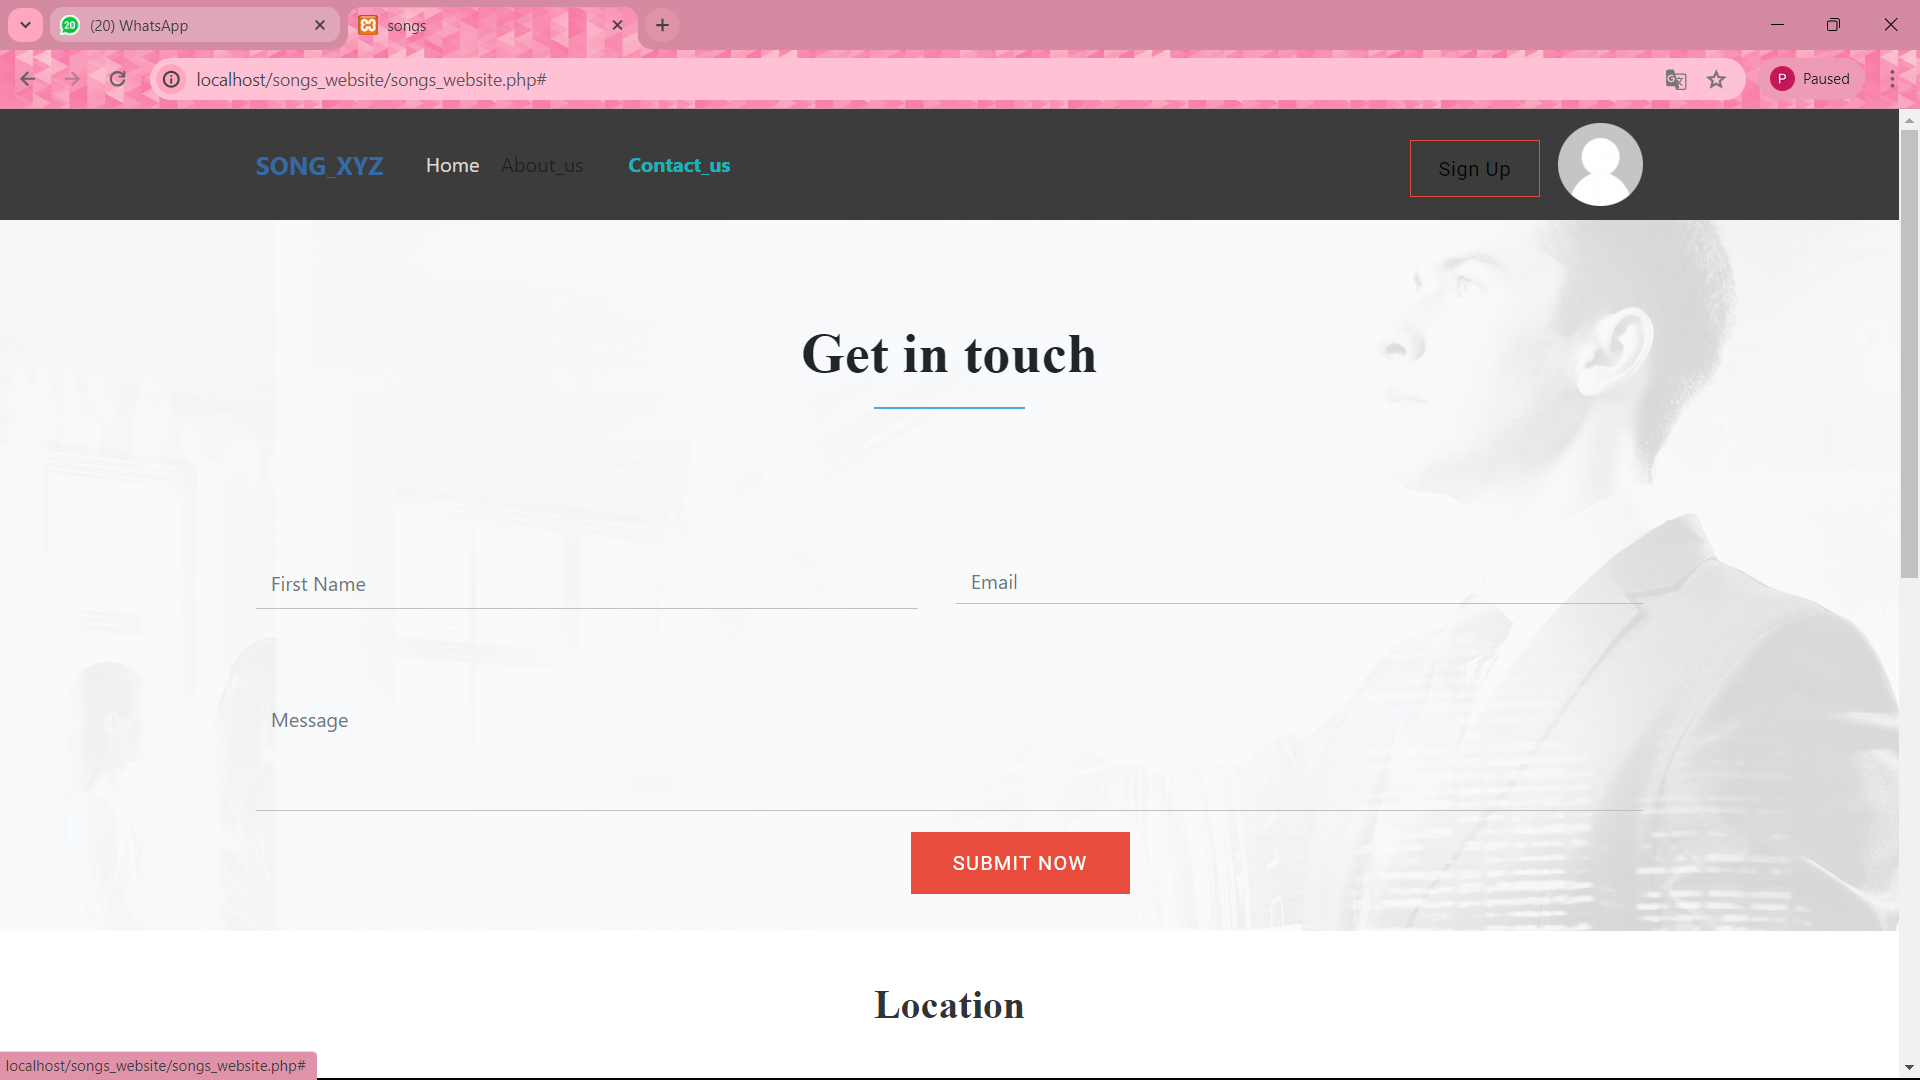 20 (20) WhatsApp
songs
localhost/songs_website/songs_website.php#
P Paused
SONG_XYZ Home About_us Contact_us Sign Up
Get in touch
First Name Email
Message
SUBMIT NOW
Location
localhost/songs_website/songs_website.php#